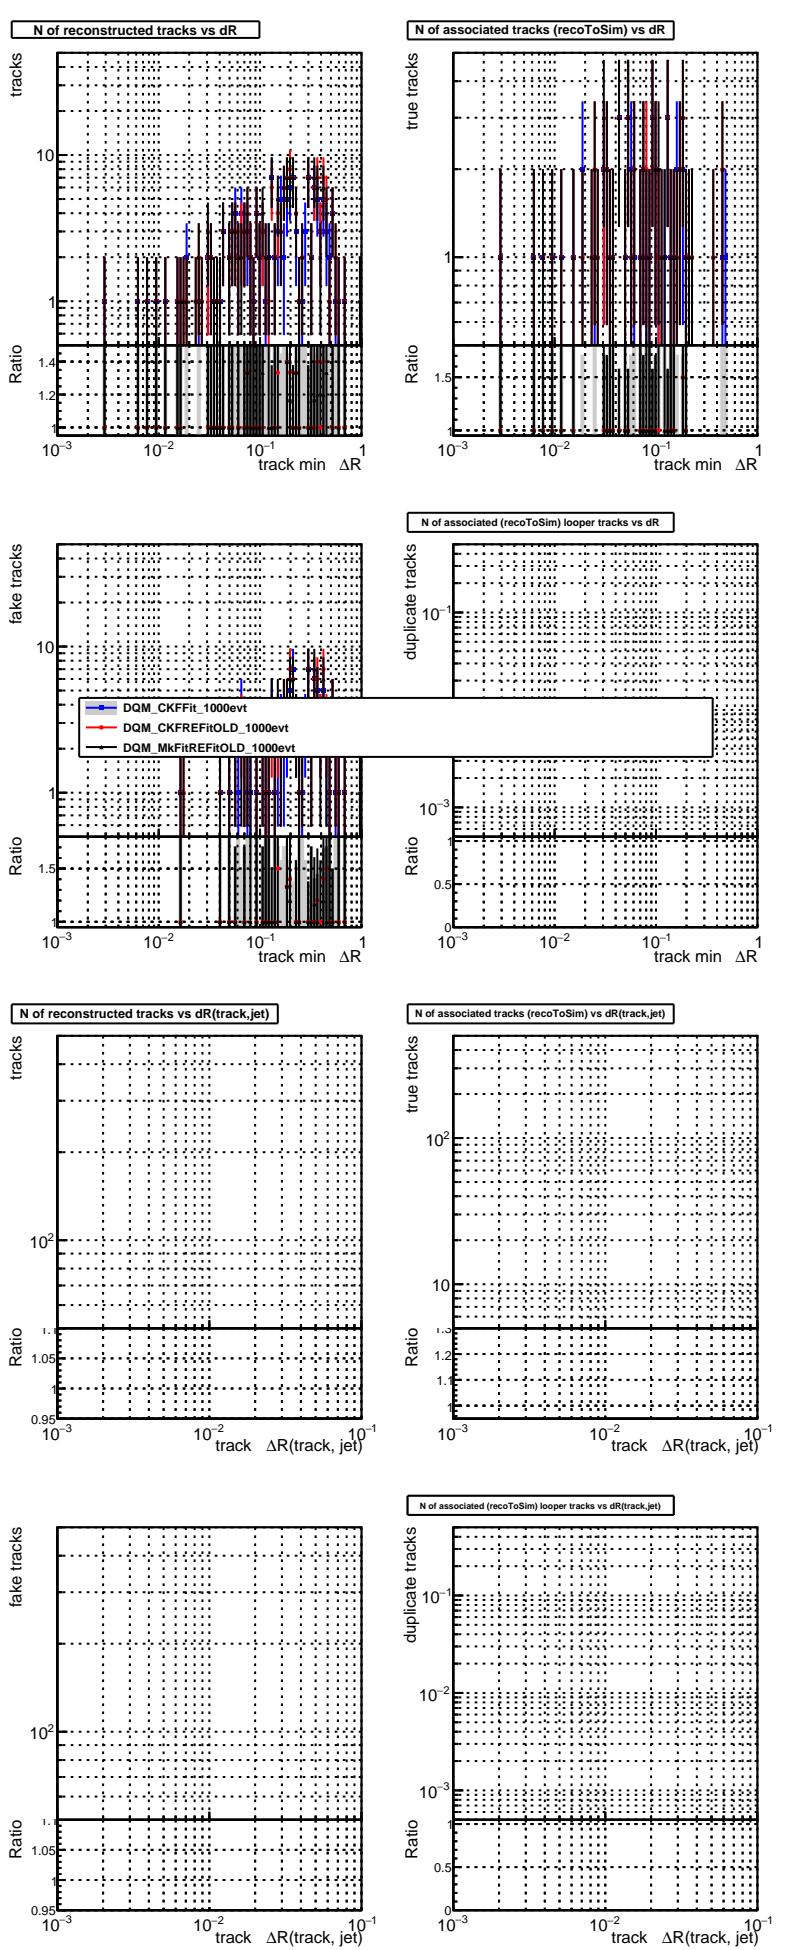 N of reconstructed tracks vs dR
tracks
10
1
Ratio
1.4
1.2
1
10−3 10−2 10−1 1
track min ΔR
N of associated tracks (recoToSim) vs dR
true tracks
1
Ratio
1.5
1
10−3 10−2 10−1 1
track min ΔR
fake tracks
10
1
Ratio
1.5
1
10−3 10−2 10−1 1
track min ΔR
N of associated (recoToSim) looper tracks vs dR
duplicate tracks
10−1
10−3
Ratio
1
0.5
0
10−3 10−2 10−1 1
track min ΔR
DQM_CKFFit_1000evt
DQM_CKFREFitOLD_1000evt
DQM_MkFitREFitOLD_1000evt
N of reconstructed tracks vs dR(track,jet)
tracks
102
Ratio
1.1
1.05
1
0.95
10−3 10−2 10−1
track ΔR(track, jet)
N of associated tracks (recoToSim) vs dR(track,jet)
true tracks
102
10
Ratio
1.3
1.2
1.1
1
10−3 10−2 10−1
track ΔR(track, jet)
fake tracks
102
Ratio
1.1
1.05
1
0.95
10−3 10−2 10−1
track ΔR(track, jet)
N of associated (recoToSim) looper tracks vs dR(track,jet)
duplicate tracks
10−1
10−2
10−3
Ratio
1
0.5
0
10−3 10−2 10−1
track ΔR(track, jet)